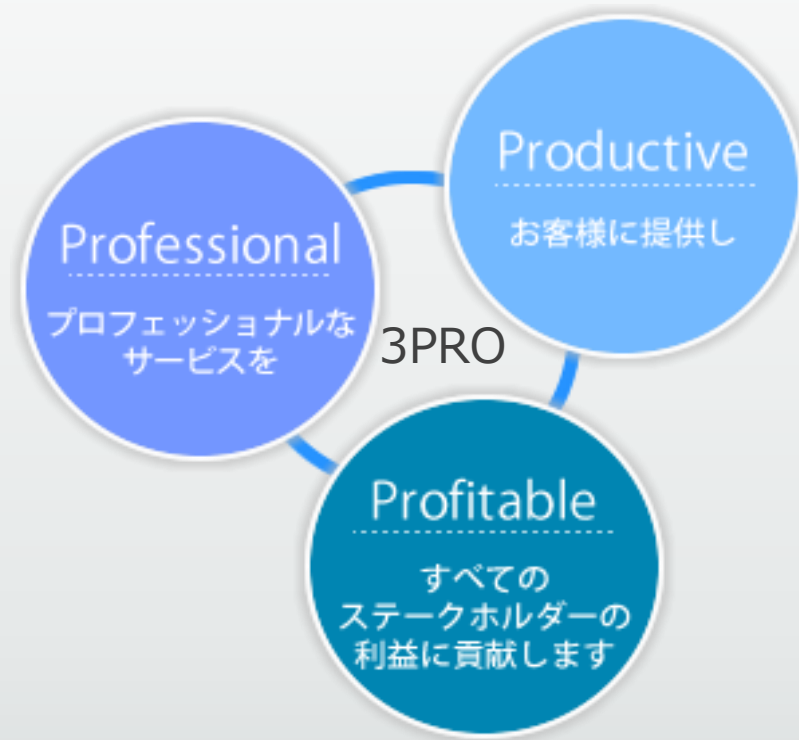 Professional
プロフェッショナルな
サービスを
Productive
お客様に提供し
3PRO
Profitable
すべての
ステークホルダーの
利益に貢献します